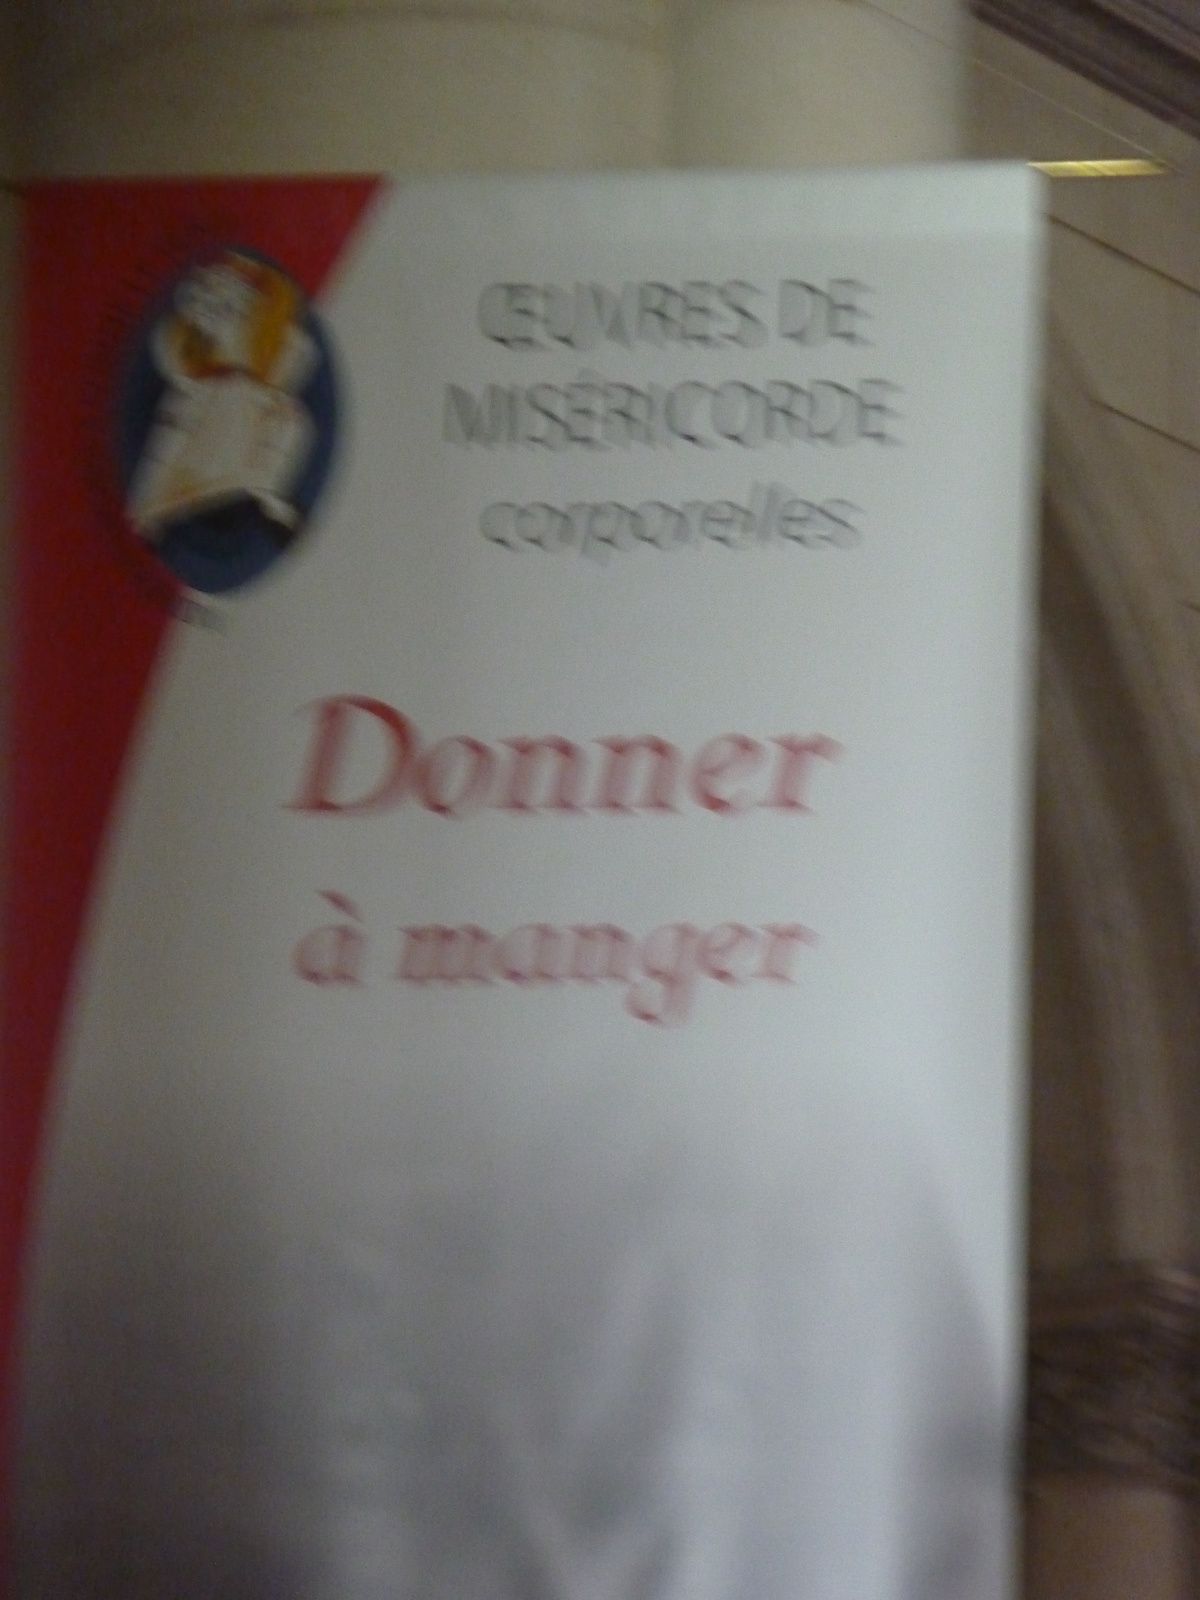 ŒUVRES DE
MISÉRICORDE
corporelles
Donner
à manger